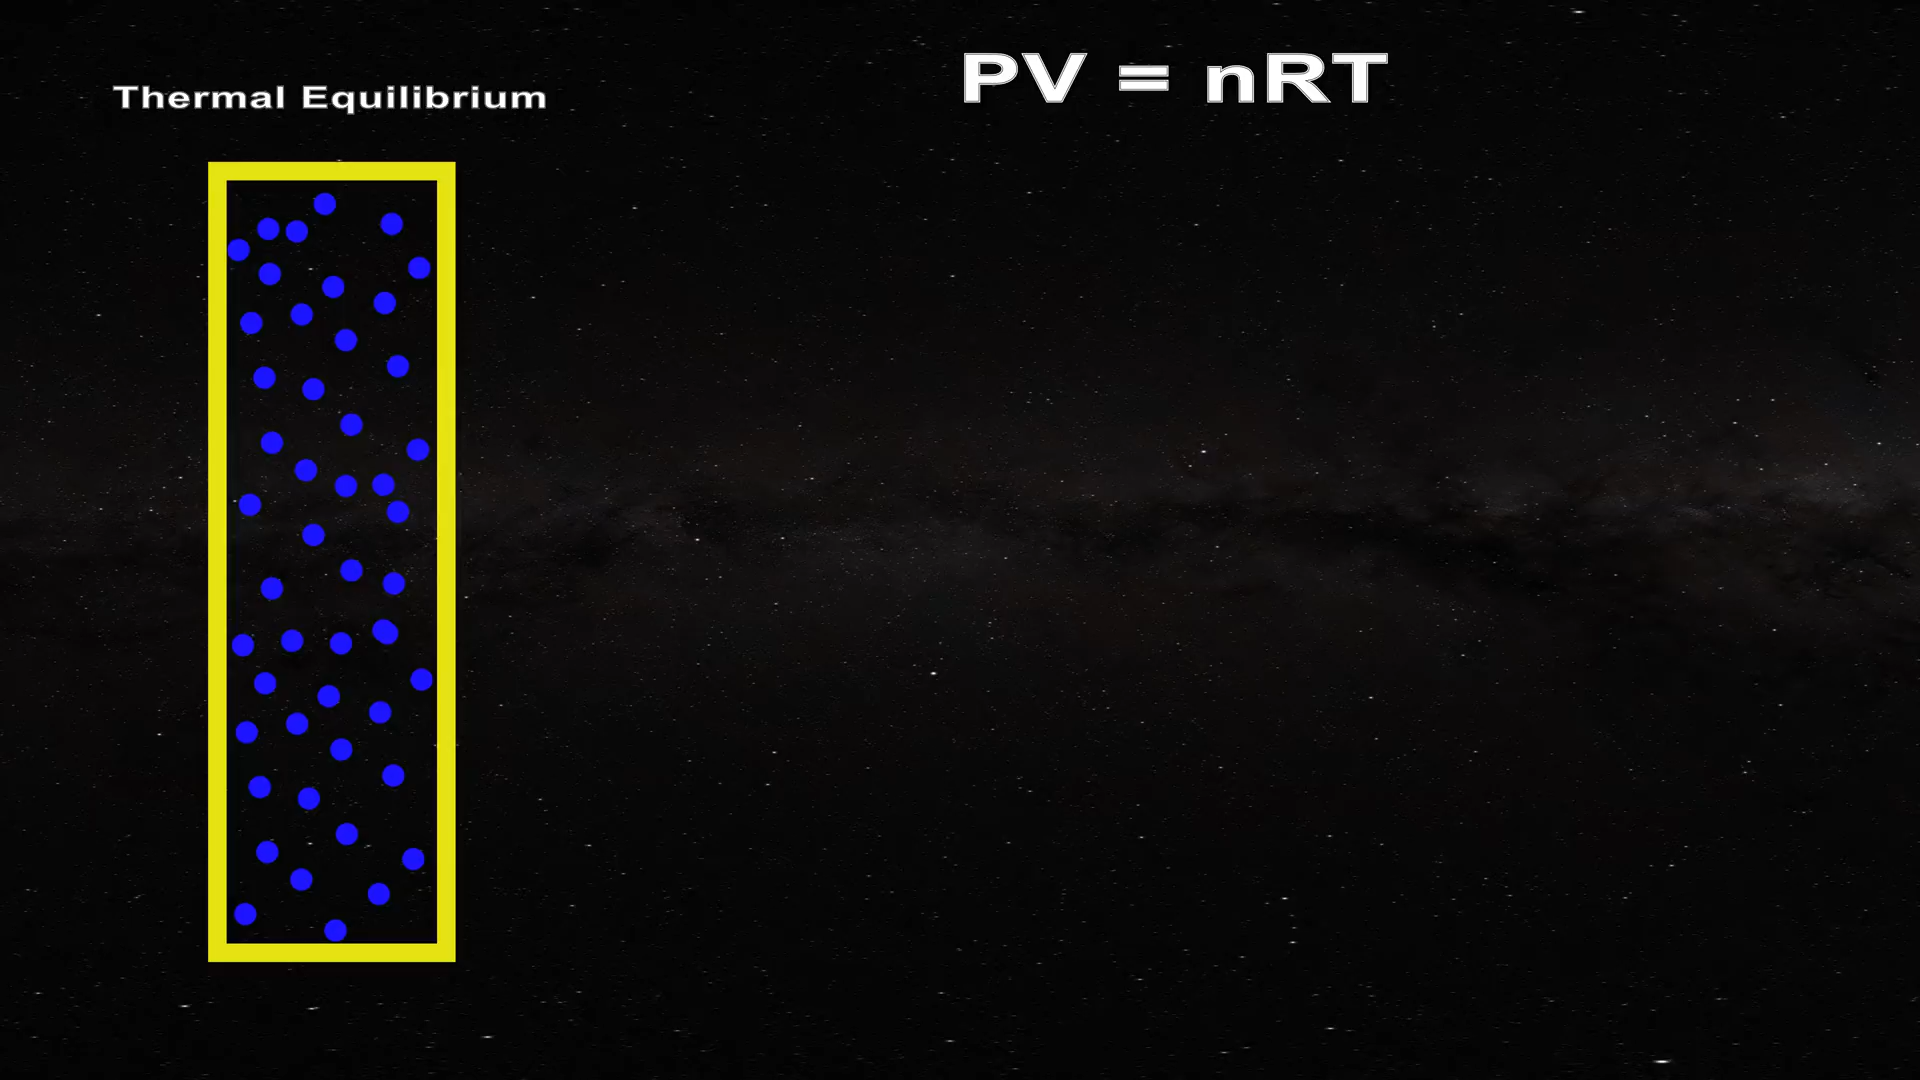 Thermal Equilibrium
PV = nRT